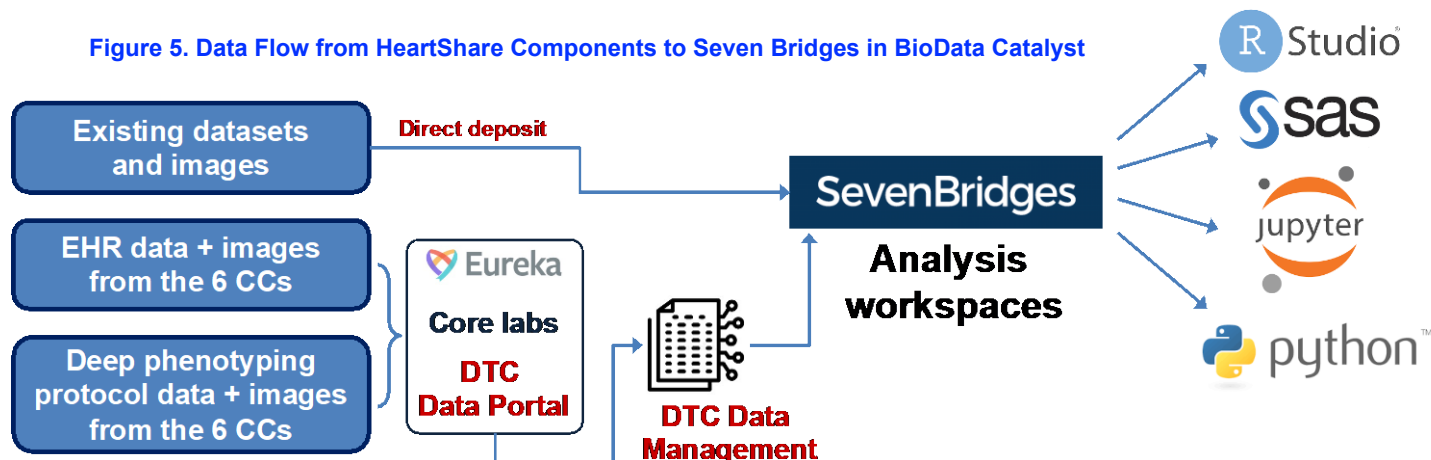 Figure 5. Data Flow from HeartShare Components to Seven Bridges in BioData Catalyst
Existing datasets
and images
Direct deposit
EHR data + images
from the 6 CCs
Deep phenotyping
protocol data + images
from the 6 CCs
Eureka
Core labs
DTC
Data Portal
DTC Data
Management
SevenBridges
Analysis
workspaces
R Studio®
sas
jupyter
python™